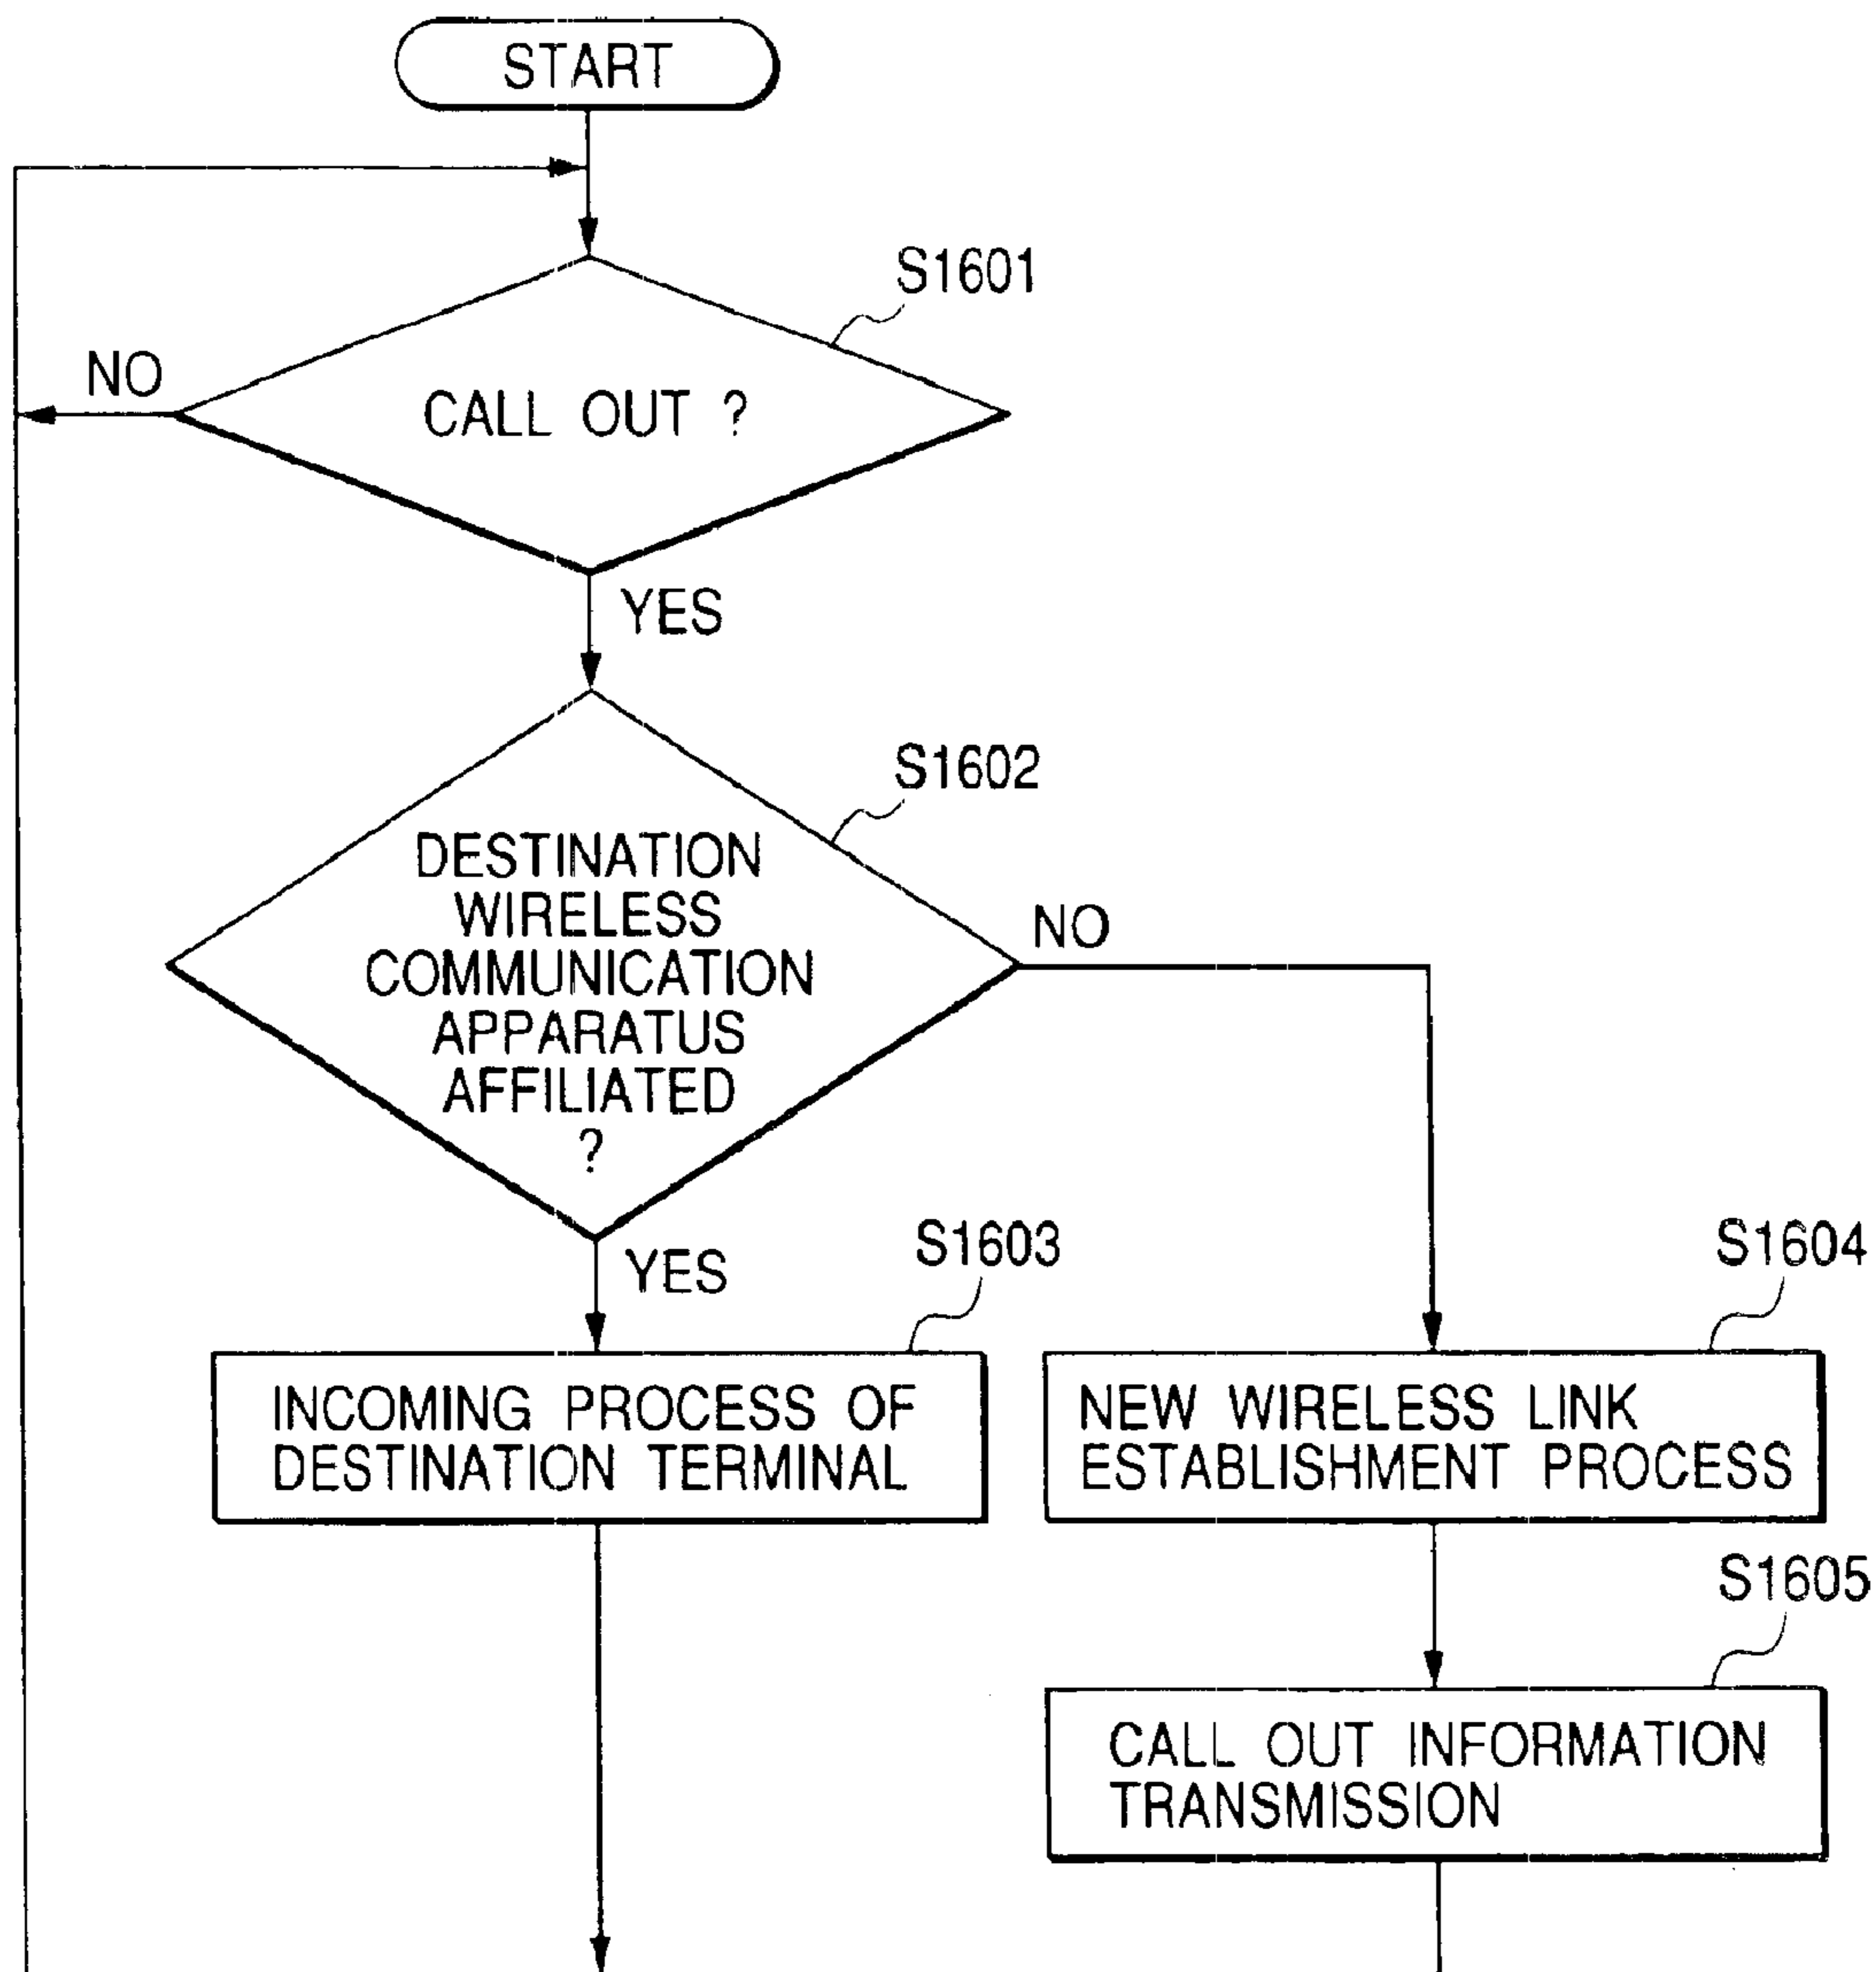 START
S1601
NO
CALL OUT ?
YES
S1602
DESTINATION
WIRELESS
COMMUNICATION
APPARATUS
AFFILIATED
?
NO
YES
S1603
INCOMING PROCESS OF
DESTINATION TERMINAL
S1604
NEW WIRELESS LINK
ESTABLISHMENT PROCESS
S1605
CALL OUT INFORMATION
TRANSMISSION